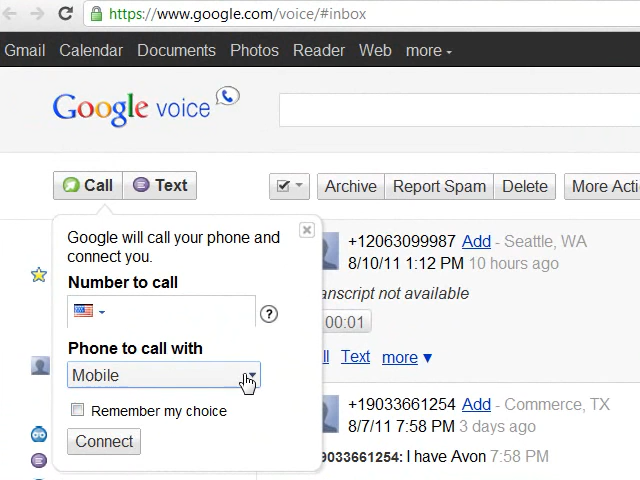 https://www.google.com/voice/#inbox
Gmail Calendar Documents Photos Reader Web more
Google voice
Call Text
Archive Report Spam Delete More Actio
Google will call your phone and
connect you.
Number to call
?
Phone to call with
Mobile
Remember my choice
Connect
+12063099987 Add - Seattle, WA
8/10/11 1:12 PM 10 hours ago
anscript not available
00:01
ll Text more
+19033661254 Add - Commerce, TX
8/7/11 7:58 PM 3 days ago
9033661254: I have Avon 7:58 PM